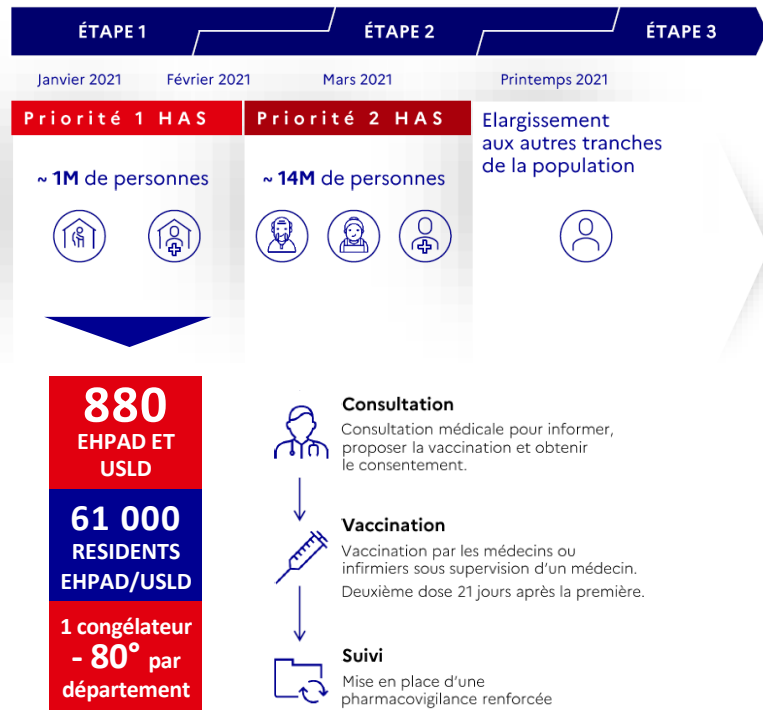 ÉTAPE 1
ÉTAPE 2
ÉTAPE 3
Janvier 2021
Février 2021
Mars 2021
Printemps 2021
Priorité 1 HAS
Priorité 2 HAS
Elargissement
aux autres tranches
de la population
~ 1M de personnes
~ 14M de personnes
880
EHPAD ET
USLD
61 000
RESIDENTS
EHPAD/USLD
1 congélateur
- 80° par
département
Consultation
Consultation médicale pour informer,
proposer la vaccination et obtenir
le consentement.
Vaccination
Vaccination par les médecins ou
infirmiers sous supervision d'un médecin.
Deuxième dose 21 jours après la première.
Suivi
Mise en place d'une
pharmacovigilance renforcée